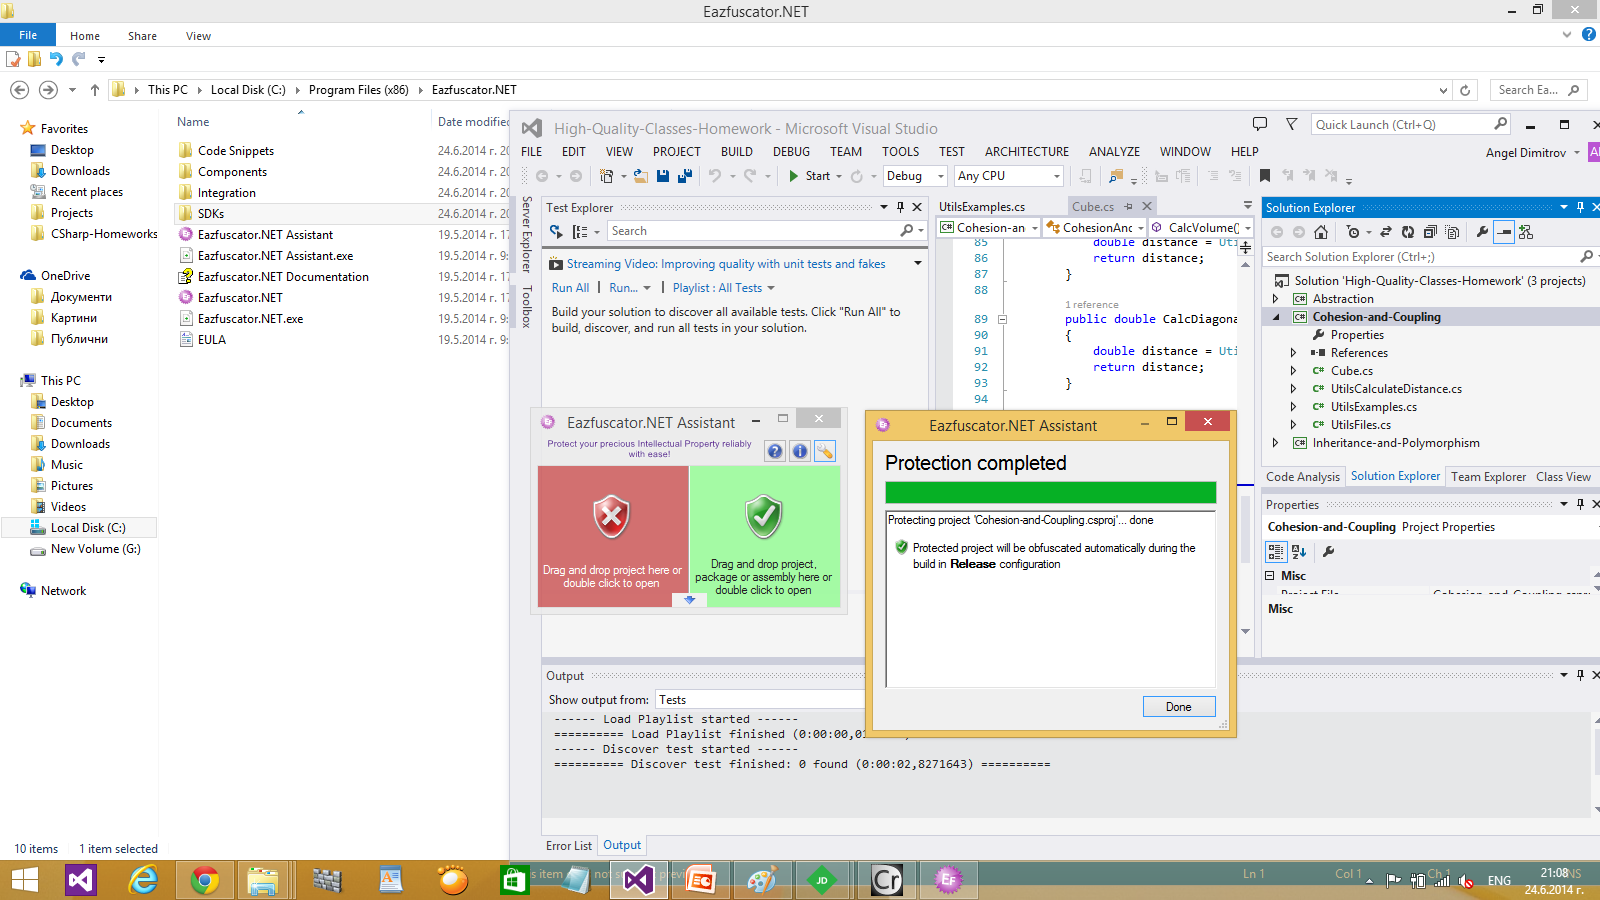 Eazfuscator.NET
File Home Share View
This PC Local Disk (C:) Program Files (x86) Eazfuscator.NET
Search Ea...
Favorites
Desktop
Downloads
Recent places
Projects
CSharp-Homeworks
OneDrive
Документи
Картини
Публични
This PC
Desktop
Documents
Downloads
Music
Pictures
Videos
Local Disk (C:)
New Volume (G:)
Network
Name Date modified
Code Snippets 24.6.2014 г. 20
Components 24.6.2014 г. 20
Integration 24.6.2014 г. 20
SDKs 24.6.2014 г. 20
Eazfuscator.NET Assistant 19.5.2014 г. 17
Eazfuscator.NET Assistant.exe 19.5.2014 г. 9:
Eazfuscator.NET Documentation 19.5.2014 г. 17
Eazfuscator.NET 19.5.2014 г. 17
Eazfuscator.NET.exe 19.5.2014 г. 9:
EULA 19.5.2014 г. 9:
10 items 1 item selected
High-Quality-Classes-Homework - Microsoft Visual Studio
Quick Launch (Ctrl+Q)
FILE EDIT VIEW PROJECT BUILD DEBUG TEAM TOOLS TEST ARCHITECTURE ANALYZE WINDOW HELP
Angel Dimitrov
Start Debug Any CPU
Server Explorer
Toolbox
Test Explorer
Search
Streaming Video: Improving quality with unit tests and fakes
Run All Run... Playlist : All Tests
Build your solution to discover all available tests. Click "Run All" to
build, discover, and run all tests in your solution.
UtilsExamples.cs Cube.cs
Cohesion-an CohesionAnc CalcVolume()
85 double distance = Uti
86 return distance;
87 }
88
1 reference
89 public double CalcDiagona
90 {
91 double distance = Uti
92 return distance;
93 }
94
Solution Explorer
Search Solution Explorer (Ctrl+;)
Solution 'High-Quality-Classes-Homework' (3 projects)
Abstraction
Cohesion-and-Coupling
Properties
References
Cube.cs
UtilsCalculateDistance.cs
UtilsExamples.cs
UtilsFiles.cs
Inheritance-and-Polymorphism
Code Analysis Solution Explorer Team Explorer Class View
Properties
Cohesion-and-Coupling Project Properties
Misc
Project File Cohesion-and-Coupling.cspro
Misc
Eazfuscator.NET Assistant
Protect your precious Intellectual Property reliably
with ease!
Drag and drop project here or
double click to open
Drag and drop project,
package or assembly here or
double click to open
Eazfuscator.NET Assistant
Protection completed
Protecting project 'Cohesion-and-Coupling.csproj'... done
Protected project will be obfuscated automatically during the
build in Release configuration
Done
Output
Show output from: Tests
------ Load Playlist started ------
========== Load Playlist finished (0:00:00,01
------ Discover test started ------
========== Discover test finished: 0 found (0:00:02,8271643) ==========
Error List Output
Ln 1 Col 1 Ch 1 INS
ENG
21:08
24.6.2014 г.